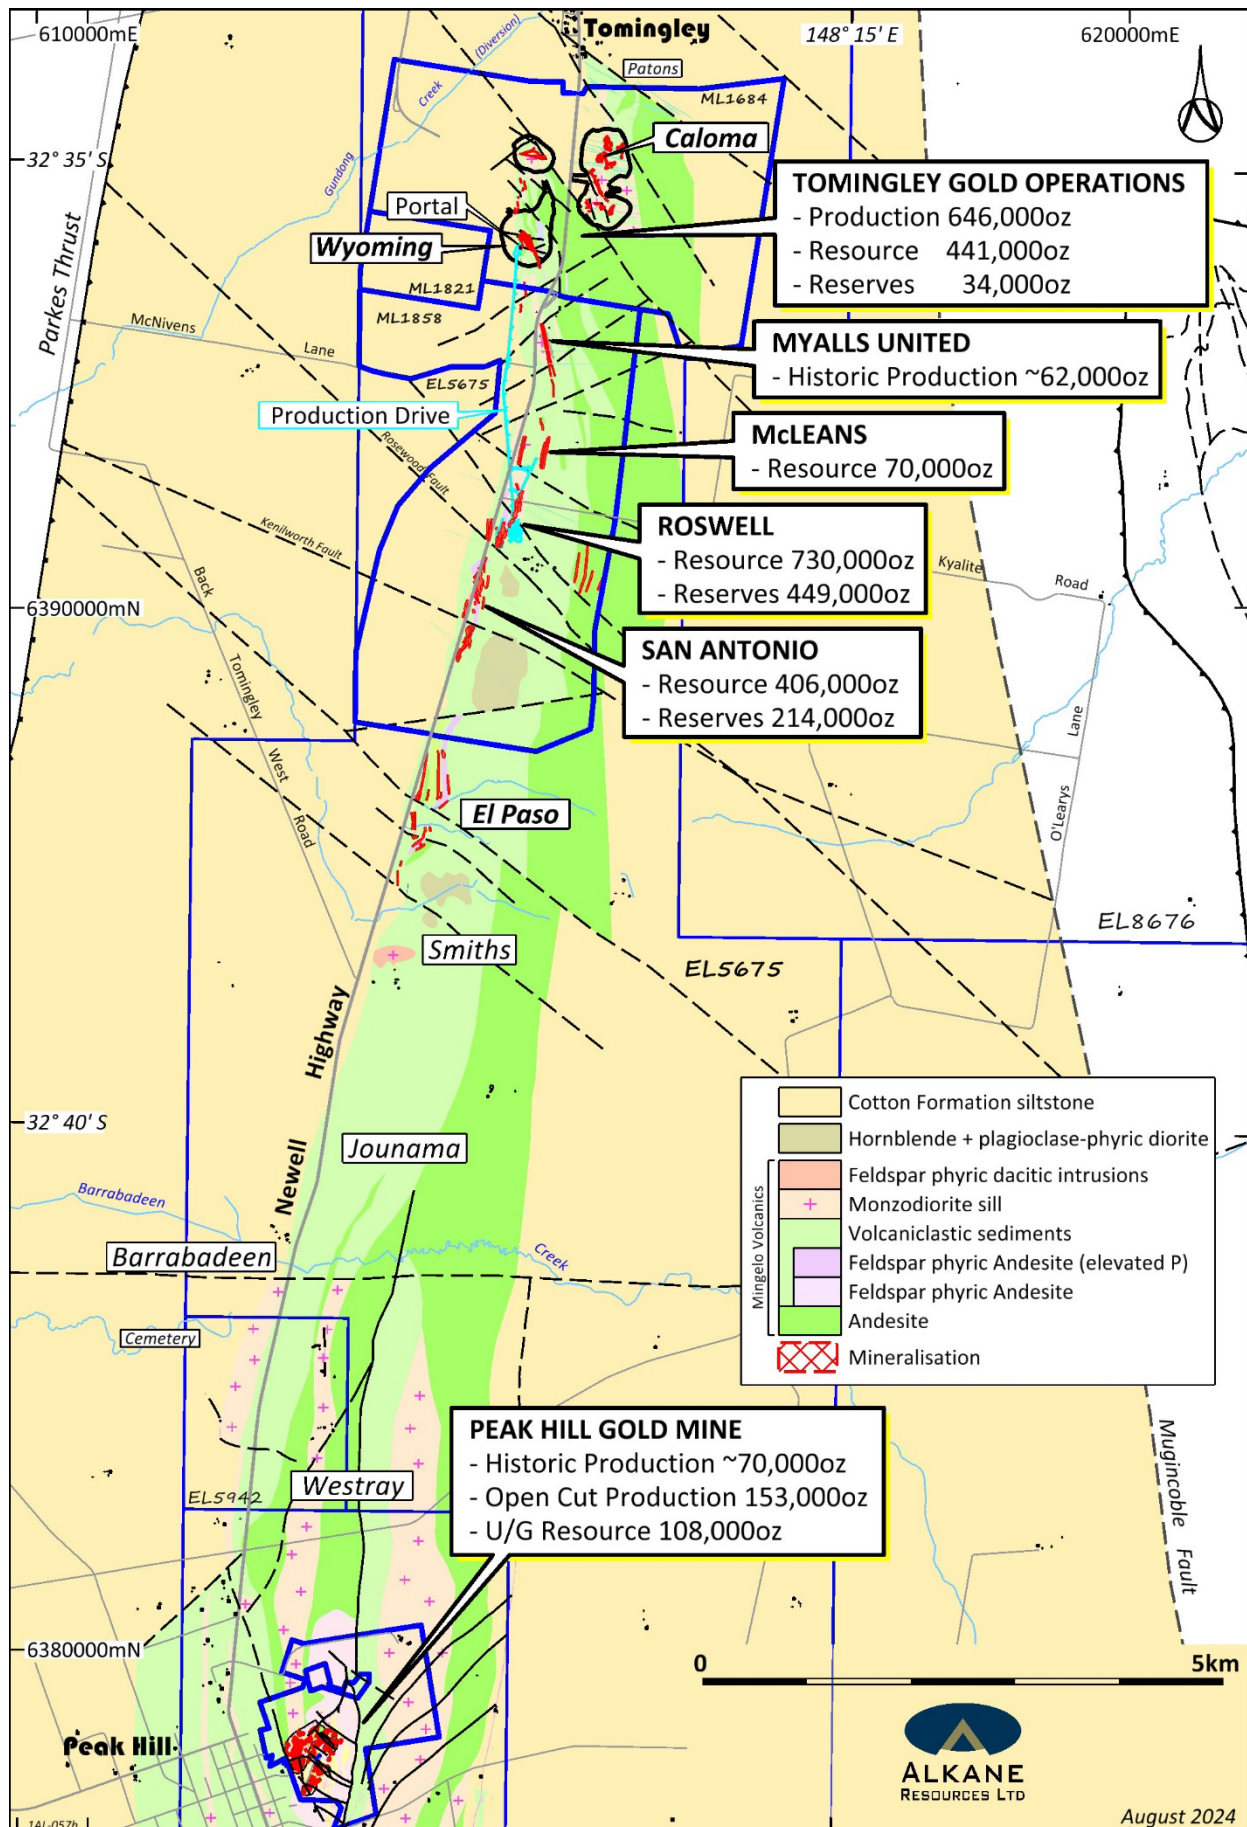 610000mE
Tomingley
148° 15' E
620000mE
(Diversion)
Creek
Gundong
Patons
ML1684
32° 35' S
Caloma
Portal
Wyoming
TOMINGLEY GOLD OPERATIONS
- Production 646,000oz
- Resource 441,000oz
- Reserves 34,000oz
Parkes Thrust
ML1821
ML1858
McNivens
Lane
EL5675
MYALLS UNITED
- Historic Production ~62,000oz
Production Drive
McLEANS
- Resource 70,000oz
Rosewood Fault
Kenilworth Fault
ROSWELL
- Resource 730,000oz
- Reserves 449,000oz
Kyalite
Road
6390000mN
Back
Tomingley
West
Road
SAN ANTONIO
- Resource 406,000oz
- Reserves 214,000oz
Lane
O'Learys
El Paso
EL8676
Smiths
EL5675
Highway
Newell
32° 40' S
Jounama
Barrabadeen
Barrabadeen
Creek
Cemetery
Cotton Formation siltstone
Hornblende + plagioclase-phyric diorite
Mingelo Volcanics
Feldspar phyric dacitic intrusions
Monzodiorite sill
Volcaniclastic sediments
Feldspar phyric Andesite (elevated P)
Feldspar phyric Andesite
Andesite
Mineralisation
PEAK HILL GOLD MINE
- Historic Production ~70,000oz
- Open Cut Production 153,000oz
- U/G Resource 108,000oz
Westray
EL5942
Mugincoble Fault
6380000mN
0
5km
Peak Hill
ALKANE
RESOURCES LTD
1AL-057h
August 2024